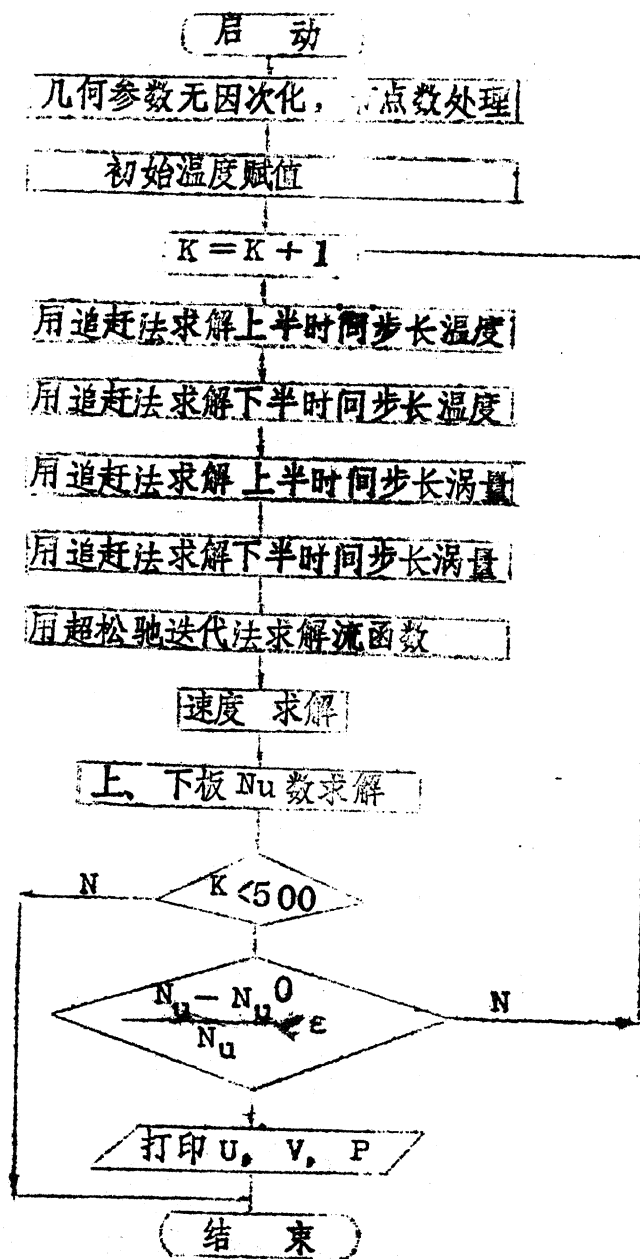 启 动
几何参数无因次化， 点数处理
初始温度赋值
K = K + 1
用追赶法求解上半时间步长温度
用追赶法求解下半时间步长温度
用追赶法求解上半时间步长涡量
用追赶法求解下半时间步长涡量
用超松驰迭代法求解流函数
速度 求解
上、下板 Nu 数求解
N
K <500
Nu - Nu⁰
< ε
Nu
N
打印 U, V, P
结 束